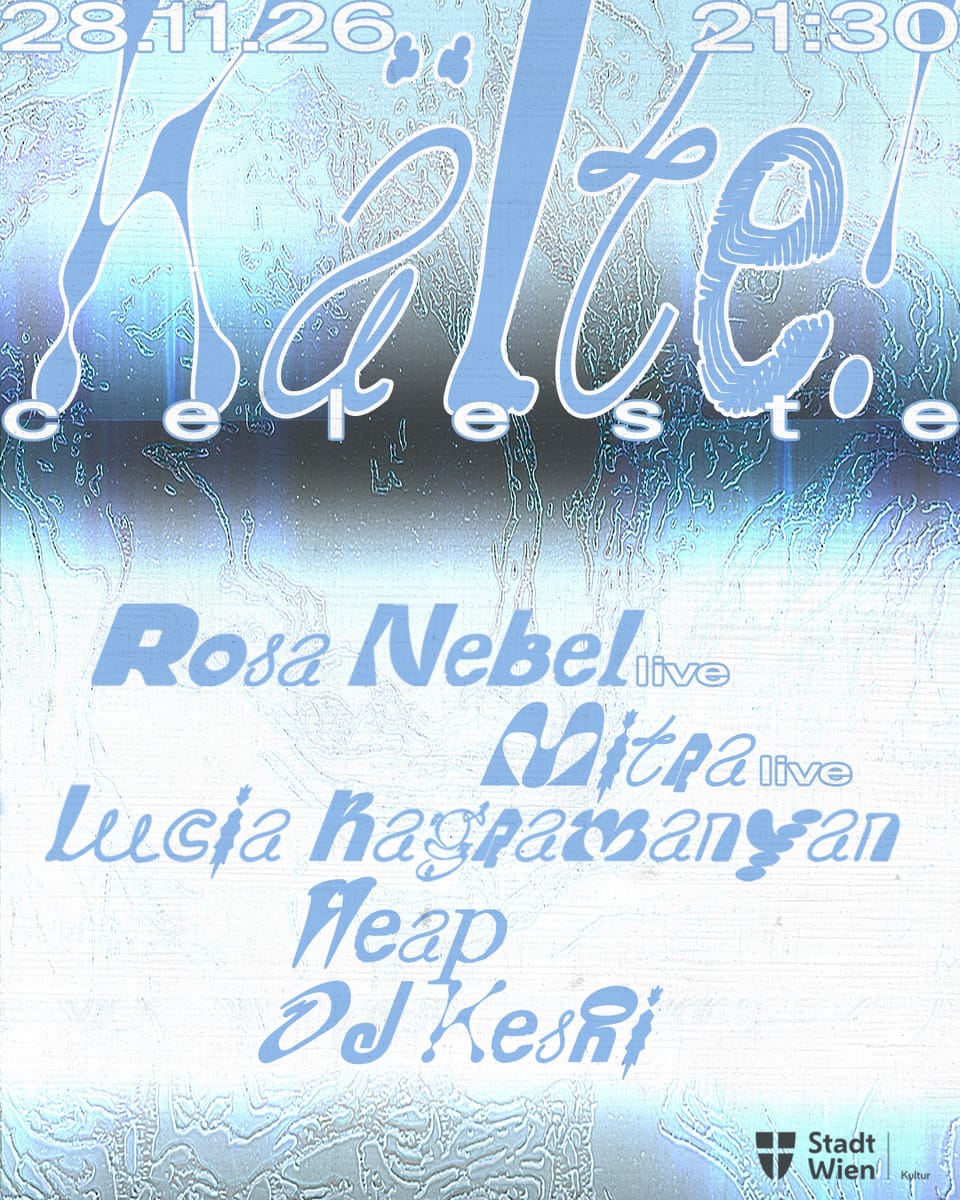 28.11.26 21:30
Kälte!
celeste
Rosa Nebel live
Mitra live
Lucia Kagramanyan
Heap
DJ Keshi
Stadt
Wien Kultur